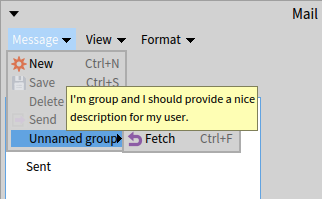 Mail
Message View Format
New Ctrl+N
Save Ctrl+S
Delete
Send
Unnamed group
I'm group and I should provide a nice
description for my user.
Fetch Ctrl+F
Sent